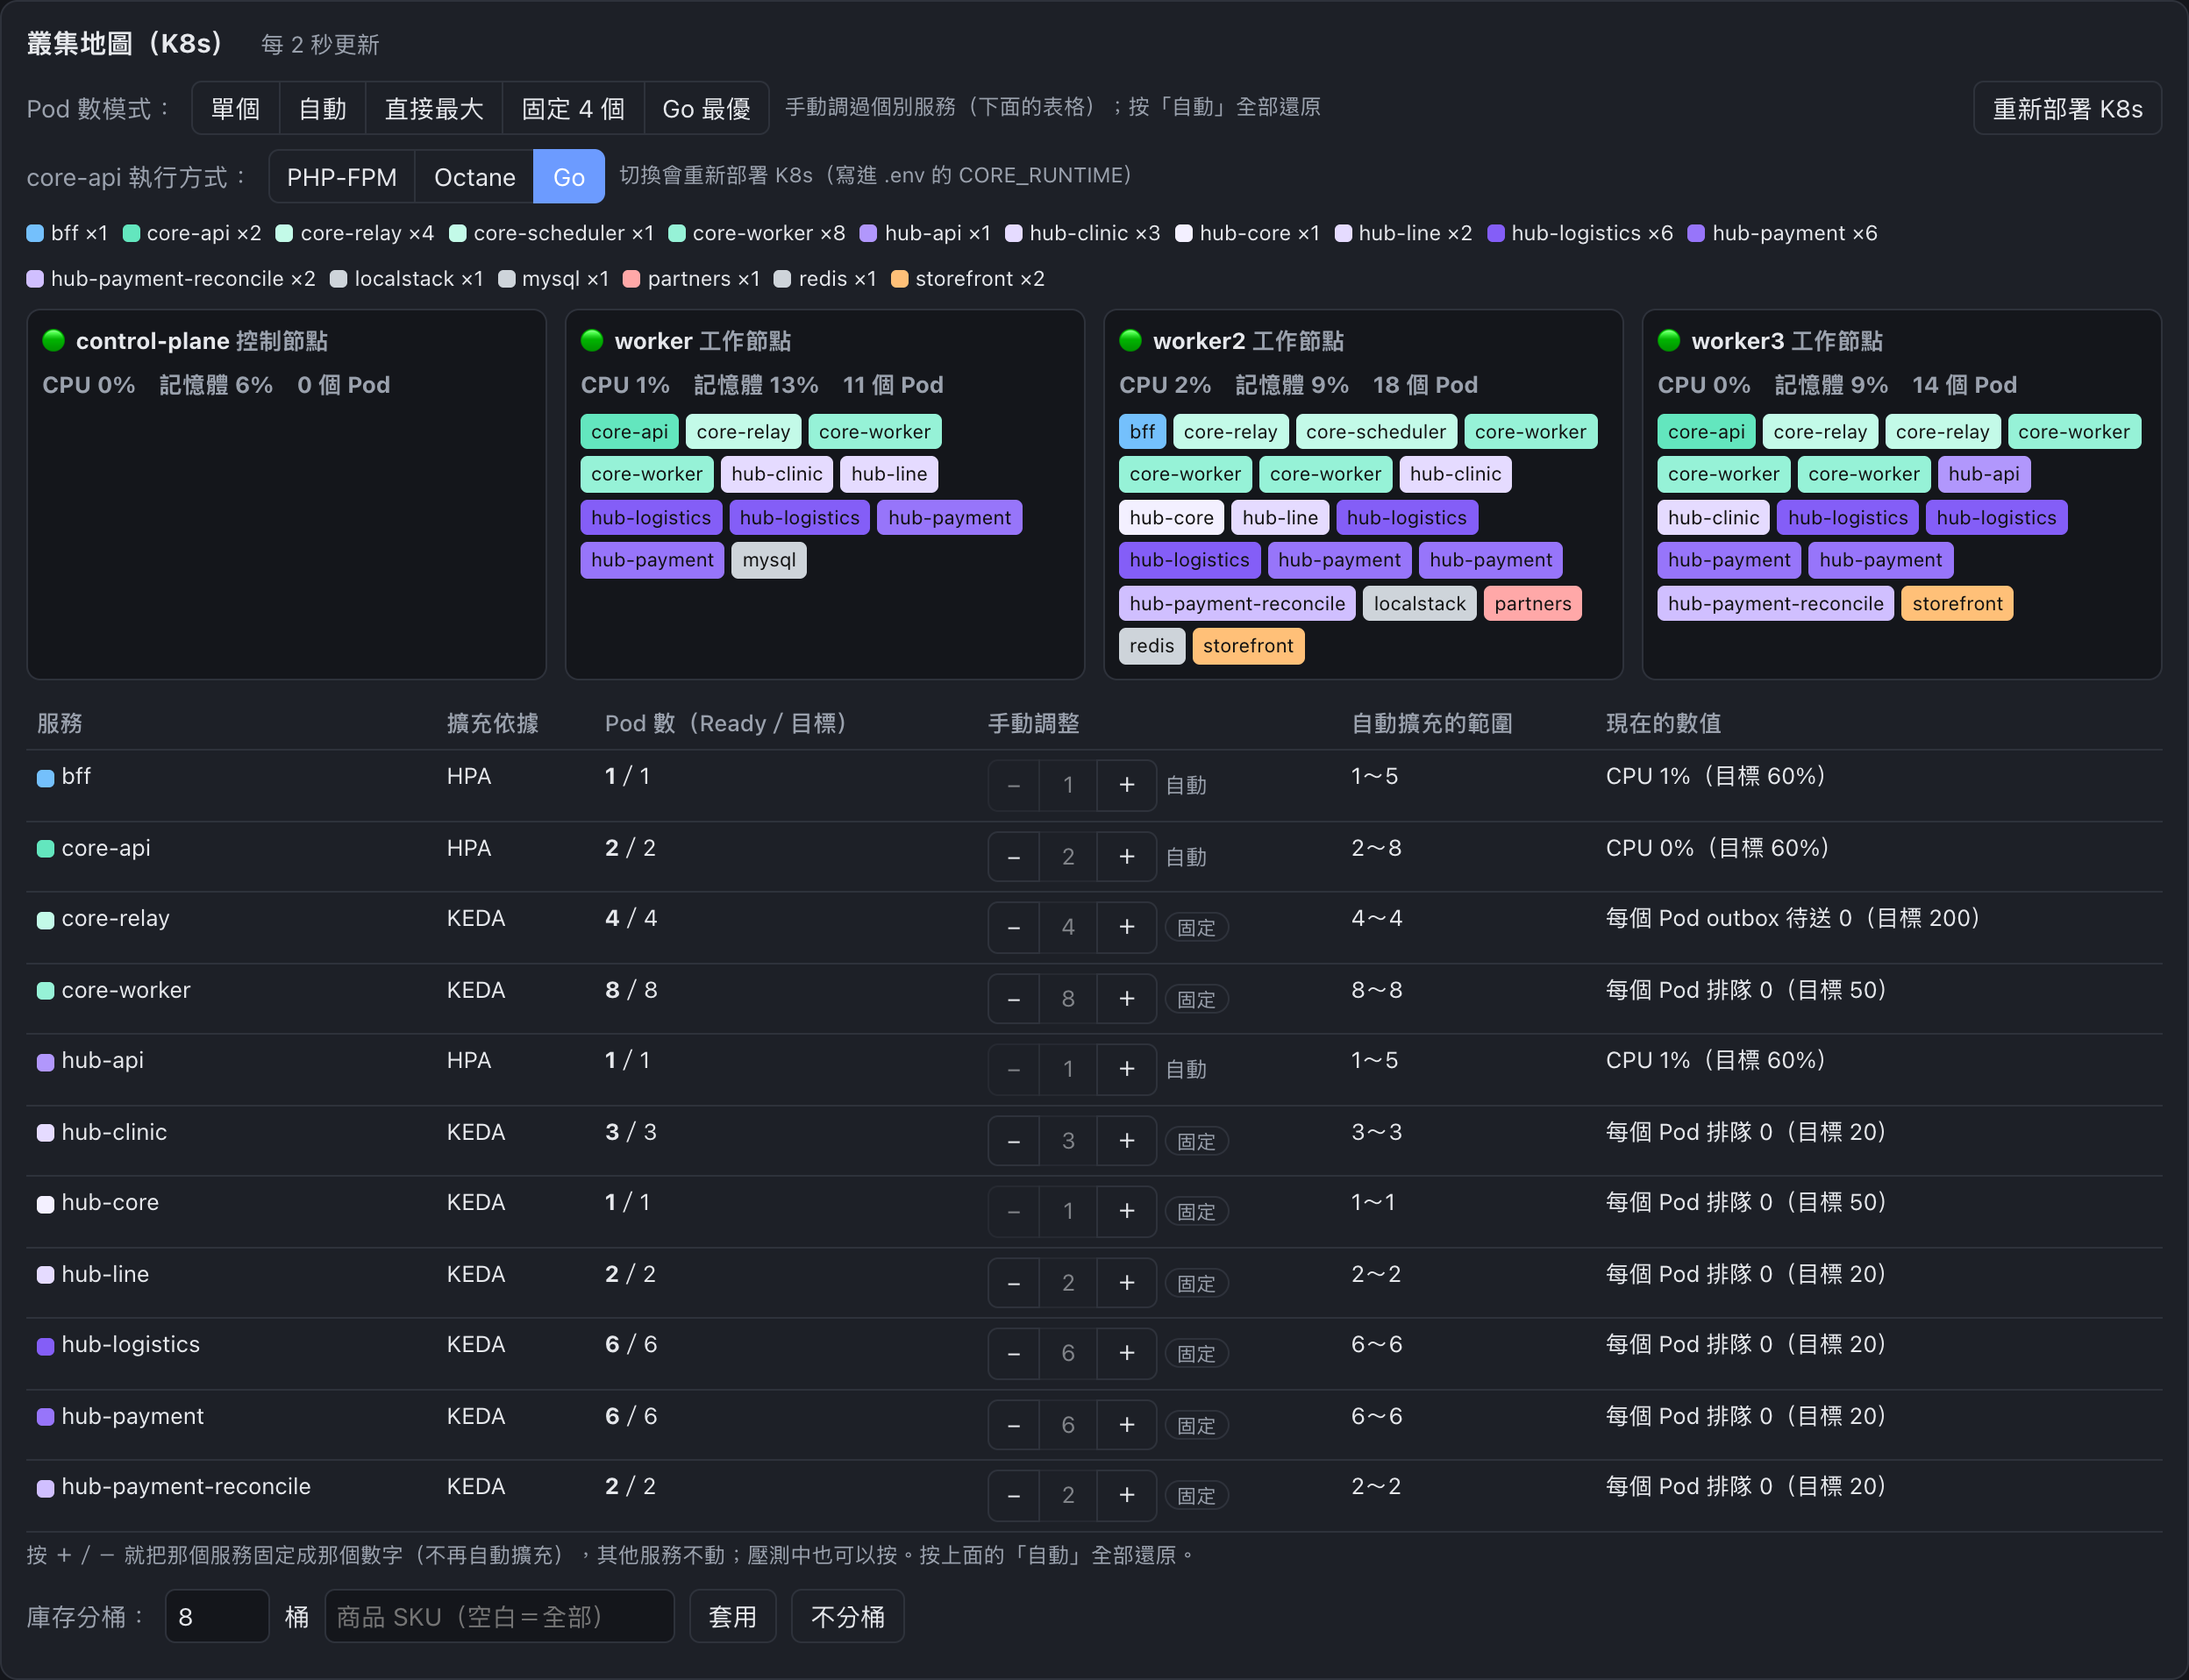 叢集地圖（K8s） 每 2 秒更新
Pod 數模式： 單個 自動 直接最大 固定 4 個 Go 最優 手動調過個別服務（下面的表格）；按「自動」全部還原 重新部署 K8s
core-api 執行方式： PHP-FPM Octane Go 切換會重新部署 K8s（寫進 .env 的 CORE_RUNTIME）
bff ×1 core-api ×2 core-relay ×4 core-scheduler ×1 core-worker ×8 hub-api ×1 hub-clinic ×3 hub-core ×1 hub-line ×2 hub-logistics ×6 hub-payment ×6
hub-payment-reconcile ×2 localstack ×1 mysql ×1 partners ×1 redis ×1 storefront ×2
control-plane 控制節點
CPU 0% 記憶體 6% 0 個 Pod
worker 工作節點
CPU 1% 記憶體 13% 11 個 Pod
core-api core-relay core-worker
core-worker hub-clinic hub-line
hub-logistics hub-logistics hub-payment
hub-payment mysql
worker2 工作節點
CPU 2% 記憶體 9% 18 個 Pod
bff core-relay core-scheduler core-worker
core-worker core-worker hub-clinic
hub-core hub-line hub-logistics
hub-logistics hub-payment hub-payment
hub-payment-reconcile localstack partners
redis storefront
worker3 工作節點
CPU 0% 記憶體 9% 14 個 Pod
core-api core-relay core-relay core-worker
core-worker core-worker hub-api
hub-clinic hub-logistics hub-logistics
hub-payment hub-payment
hub-payment-reconcile storefront
服務 擴充依據 Pod 數（Ready / 目標） 手動調整 自動擴充的範圍 現在的數值
bff HPA 1 / 1 − 1 + 自動 1～5 CPU 1%（目標 60%）
core-api HPA 2 / 2 − 2 + 自動 2～8 CPU 0%（目標 60%）
core-relay KEDA 4 / 4 − 4 + 固定 4～4 每個 Pod outbox 待送 0（目標 200）
core-worker KEDA 8 / 8 − 8 + 固定 8～8 每個 Pod 排隊 0（目標 50）
hub-api HPA 1 / 1 − 1 + 自動 1～5 CPU 1%（目標 60%）
hub-clinic KEDA 3 / 3 − 3 + 固定 3～3 每個 Pod 排隊 0（目標 20）
hub-core KEDA 1 / 1 − 1 + 固定 1～1 每個 Pod 排隊 0（目標 50）
hub-line KEDA 2 / 2 − 2 + 固定 2～2 每個 Pod 排隊 0（目標 20）
hub-logistics KEDA 6 / 6 − 6 + 固定 6～6 每個 Pod 排隊 0（目標 20）
hub-payment KEDA 6 / 6 − 6 + 固定 6～6 每個 Pod 排隊 0（目標 20）
hub-payment-reconcile KEDA 2 / 2 − 2 + 固定 2～2 每個 Pod 排隊 0（目標 20）
按 ＋ / － 就把那個服務固定成那個數字（不再自動擴充），其他服務不動；壓測中也可以按。按上面的「自動」全部還原。
庫存分桶： 8 桶 商品 SKU（空白＝全部） 套用 不分桶